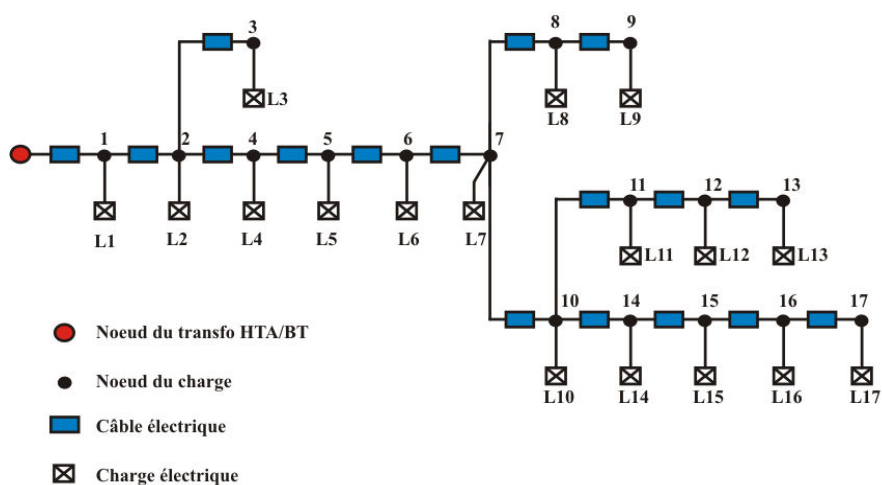 3
8
9
L3
L8
L9
1
2
4
5
6
7
L1
L2
L4
L5
L6
L7
11
12
13
L11
L12
L13
10
14
15
16
17
L10
L14
L15
L16
L17
Noeud du transfo HTA/BT
Noeud du charge
Câble électrique
Charge électrique